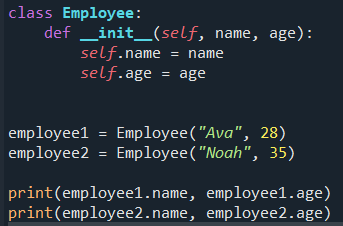 class Employee:
    def __init__(self, name, age):
        self.name = name
        self.age = age


employee1 = Employee("Ava", 28)
employee2 = Employee("Noah", 35)

print(employee1.name, employee1.age)
print(employee2.name, employee2.age)